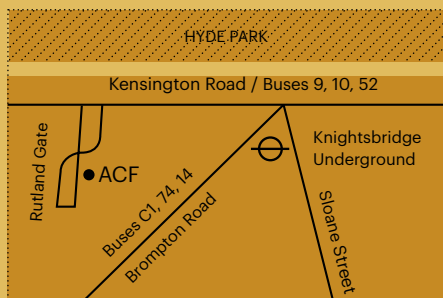 HYDE PARK
Kensington Road / Buses 9, 10, 52
Rutland Gate
ACF
Buses C1, 74, 14
Brompton Road
Knightsbridge
Underground
Sloane Street